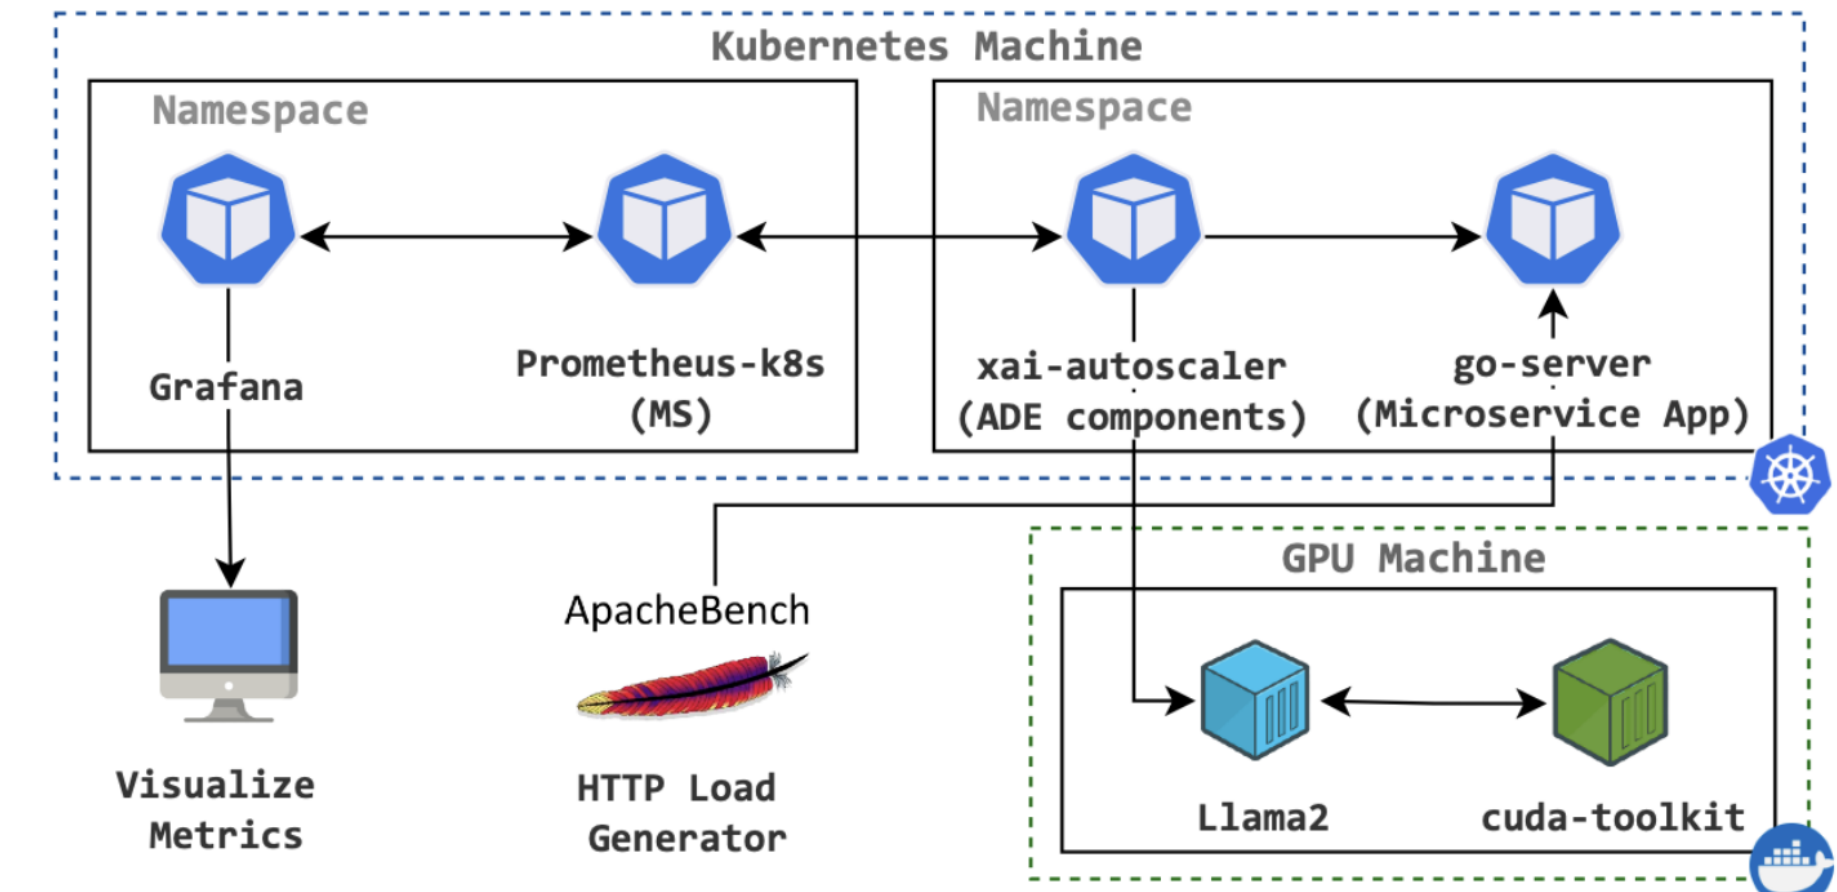 Kubernetes Machine
Namespace
Namespace
Grafana
Prometheus-k8s
(MS)
xai-autoscaler
(ADE components)
go-server
(Microservice App)
GPU Machine
ApacheBench
Visualize
Metrics
HTTP Load
Generator
Llama2
cuda-toolkit